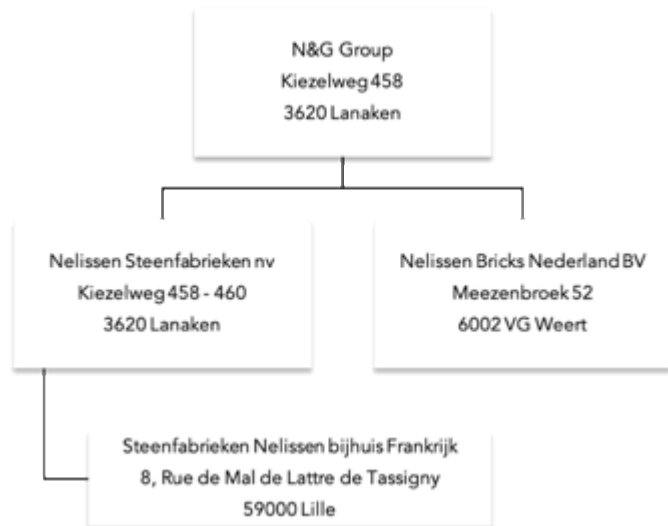 N&G Group
Kiezelweg 458
3620 Lanaken
Nelissen Steenfabrieken nv
Kiezelweg 458 - 460
3620 Lanaken
Nelissen Bricks Nederland BV
Meezenbroek 52
6002 VG Weert
Steenfabrieken Nelissen bijhuis Frankrijk
8, Rue de Mal de Lattre de Tassigny
59000 Lille